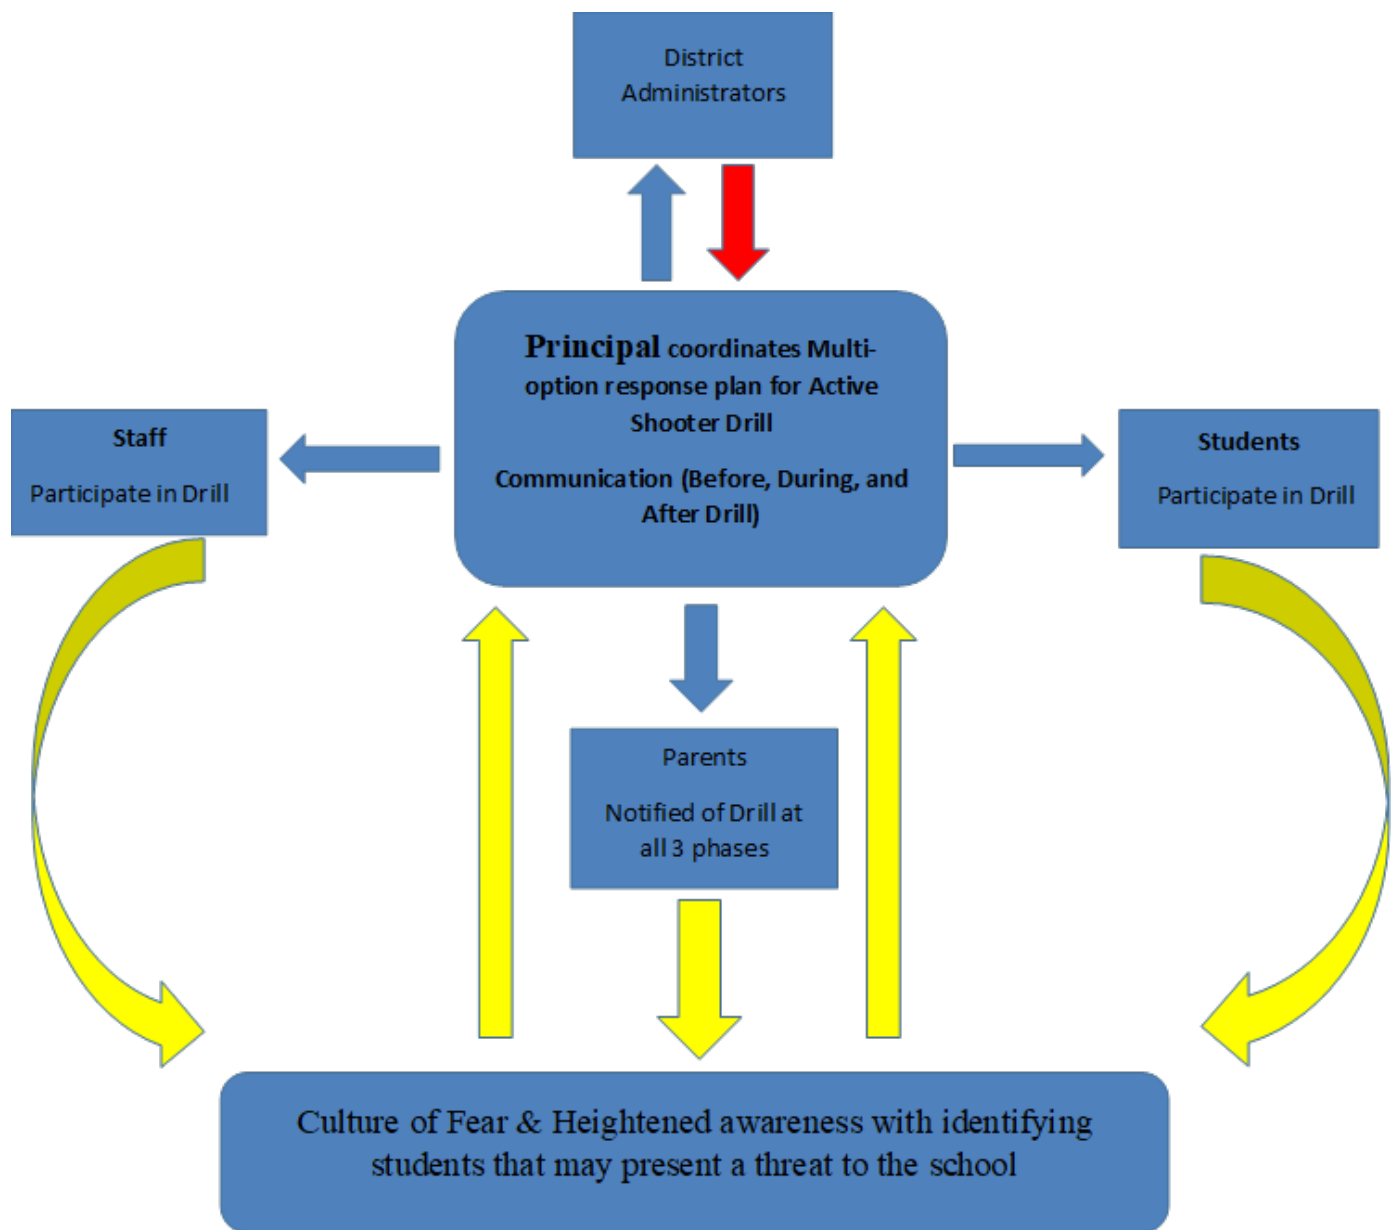 District
Administrators
Principal coordinates Multi-
option response plan for Active
Shooter Drill
Communication (Before, During, and
After Drill)
Staff
Participate in Drill
Students
Participate in Drill
Parents
Notified of Drill at
all 3 phases
Culture of Fear & Heightened awareness with identifying
students that may present a threat to the school